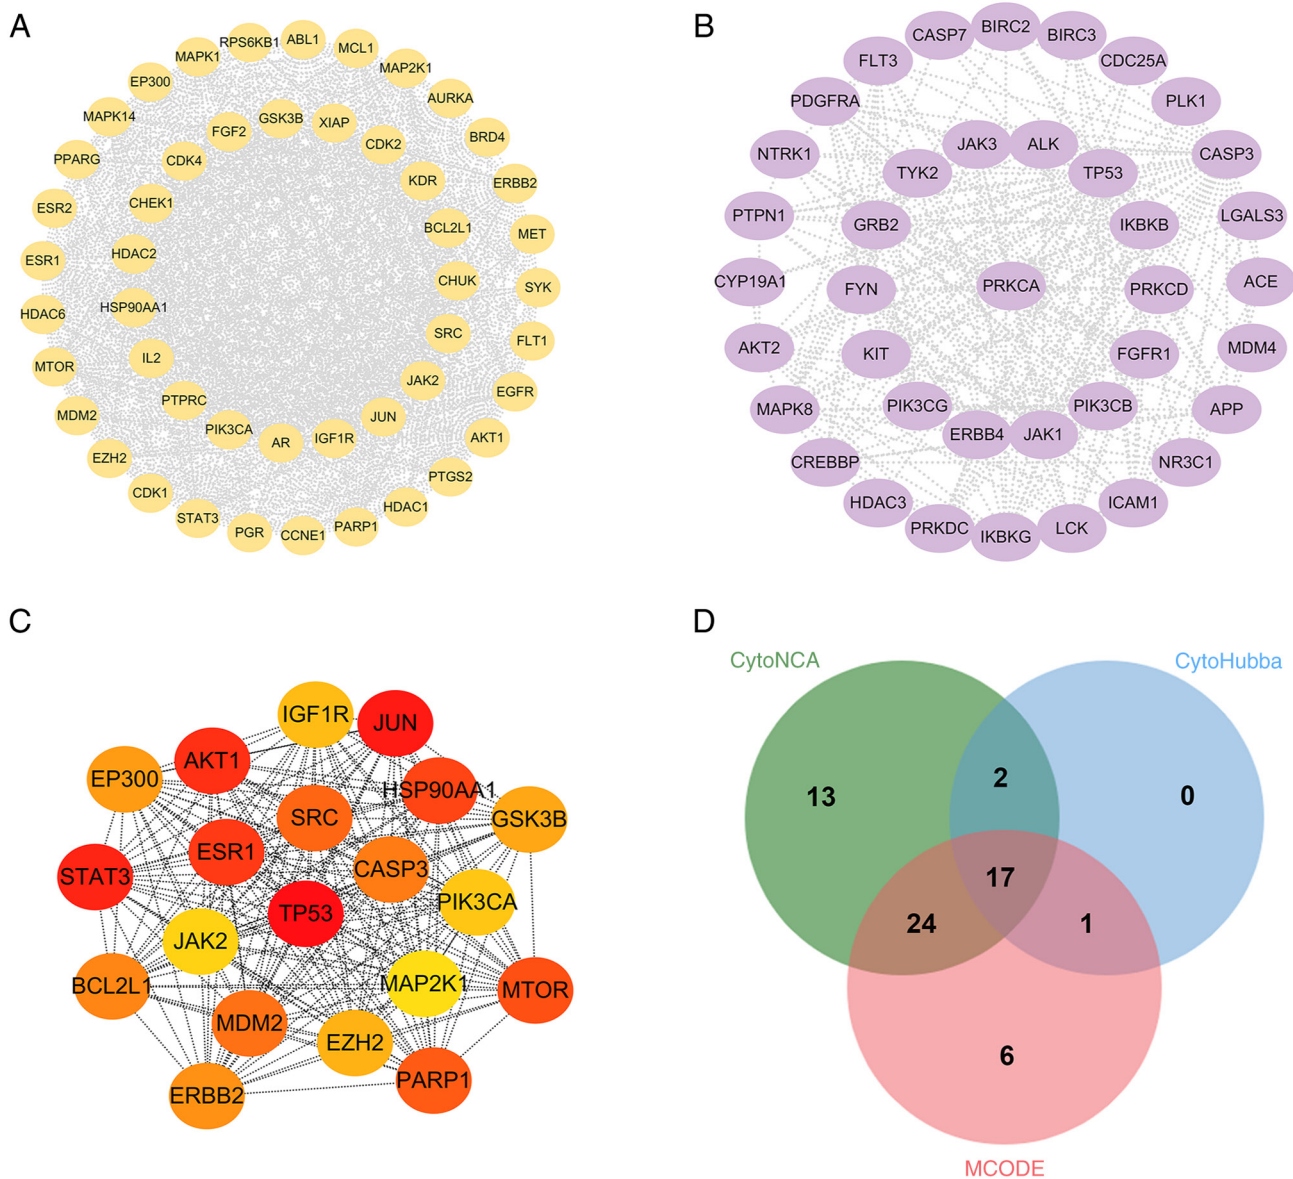 A
RPS6KB1
ABL1
MCL1
MAPK1
MAP2K1
EP300
AURKA
MAPK14
BRD4
PPARG
ERBB2
ESR2
MET
ESR1
SYK
HDAC6
FLT1
MTOR
EGFR
MDM2
AKT1
EZH2
PTGS2
CDK1
HDAC1
STAT3
PARP1
PGR
CCNE1
GSK3B
XIAP
FGF2
CDK2
CDK4
KDR
CHEK1
BCL2L1
HDAC2
CHUK
HSP90AA1
SRC
IL2
JAK2
PTPRC
JUN
PIK3CA
AR
IGF1R
B
BIRC2
CASP7
BIRC3
FLT3
CDC25A
PDGFRA
PLK1
NTRK1
CASP3
PTPN1
LGALS3
CYP19A1
ACE
AKT2
MDM4
MAPK8
APP
CREBBP
NR3C1
HDAC3
ICAM1
PRKDC
IKBKG
LCK
JAK3
ALK
TYK2
TP53
GRB2
IKBKB
FYN
PRKCA
PRKCD
KIT
FGFR1
PIK3CG
PIK3CB
ERBB4
JAK1
C
IGF1R
JUN
AKT1
EP300
HSP90AA1
SRC
GSK3B
ESR1
CASP3
STAT3
PIK3CA
TP53
JAK2
MAP2K1
BCL2L1
MTOR
MDM2
EZH2
PARP1
ERBB2
D
CytoNCA
CytoHubba
2
13
0
17
24
1
6
MCODE